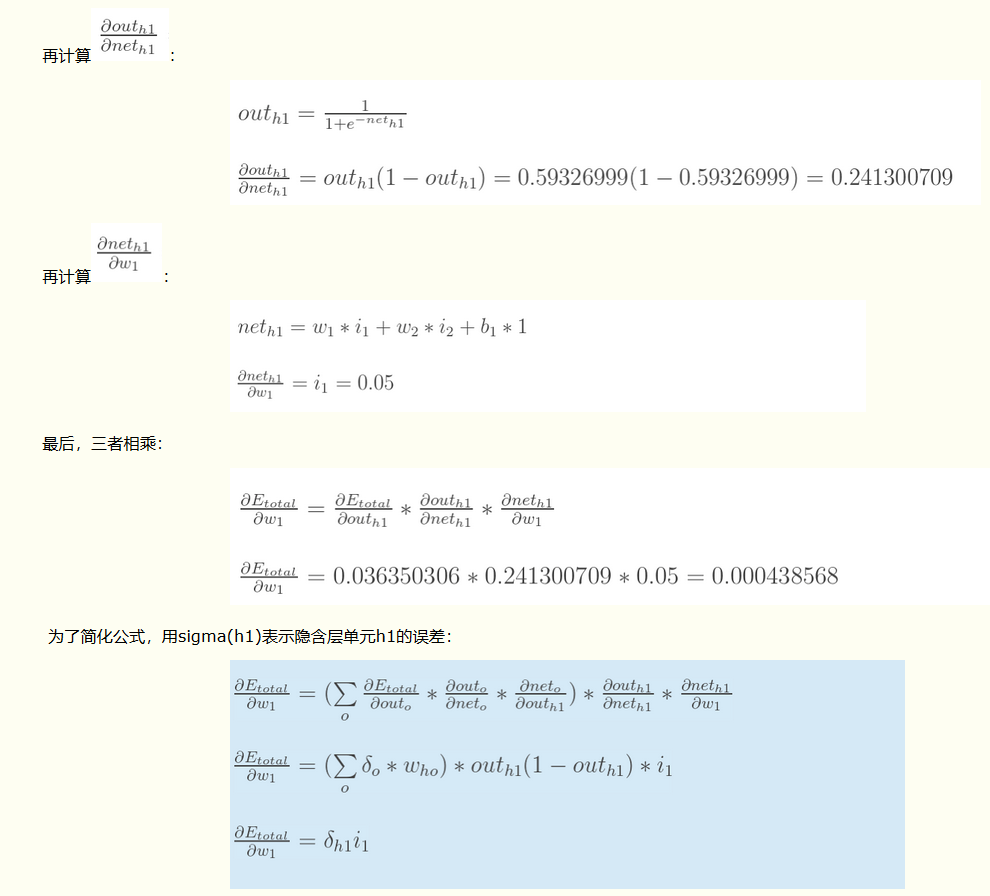 再计算 $\frac{\partial out_{h1}}{\partial net_{h1}}$ ：
$out_{h1} = \frac{1}{1+e^{-net_{h1}}}$
$\frac{\partial out_{h1}}{\partial net_{h1}} = out_{h1}(1 - out_{h1}) = 0.59326999(1 - 0.59326999) = 0.241300709$
再计算 $\frac{\partial net_{h1}}{\partial w_1}$ ：
$net_{h1} = w_1 * i_1 + w_2 * i_2 + b_1 * 1$
$\frac{\partial net_{h1}}{\partial w_1} = i_1 = 0.05$
最后，三者相乘：
$\frac{\partial E_{total}}{\partial w_1} = \frac{\partial E_{total}}{\partial out_{h1}} * \frac{\partial out_{h1}}{\partial net_{h1}} * \frac{\partial net_{h1}}{\partial w_1}$
$\frac{\partial E_{total}}{\partial w_1} = 0.036350306 * 0.241300709 * 0.05 = 0.000438568$
为了简化公式，用sigma(h1)表示隐含层单元h1的误差：
$\frac{\partial E_{total}}{\partial w_1} = (\sum_o \frac{\partial E_{total}}{\partial out_o} * \frac{\partial out_o}{\partial net_o} * \frac{\partial net_o}{\partial out_{h1}}) * \frac{\partial out_{h1}}{\partial net_{h1}} * \frac{\partial net_{h1}}{\partial w_1}$
$\frac{\partial E_{total}}{\partial w_1} = (\sum_o \delta_o * w_{ho}) * out_{h1}(1 - out_{h1}) * i_1$
$\frac{\partial E_{total}}{\partial w_1} = \delta_{h1} i_1$